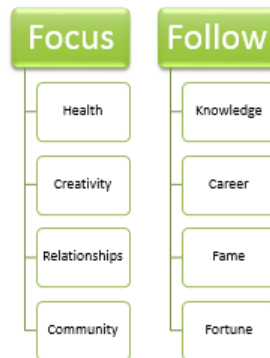 Focus
Health
Creativity
Relationships
Community
Follow
Knowledge
Career
Fame
Fortune